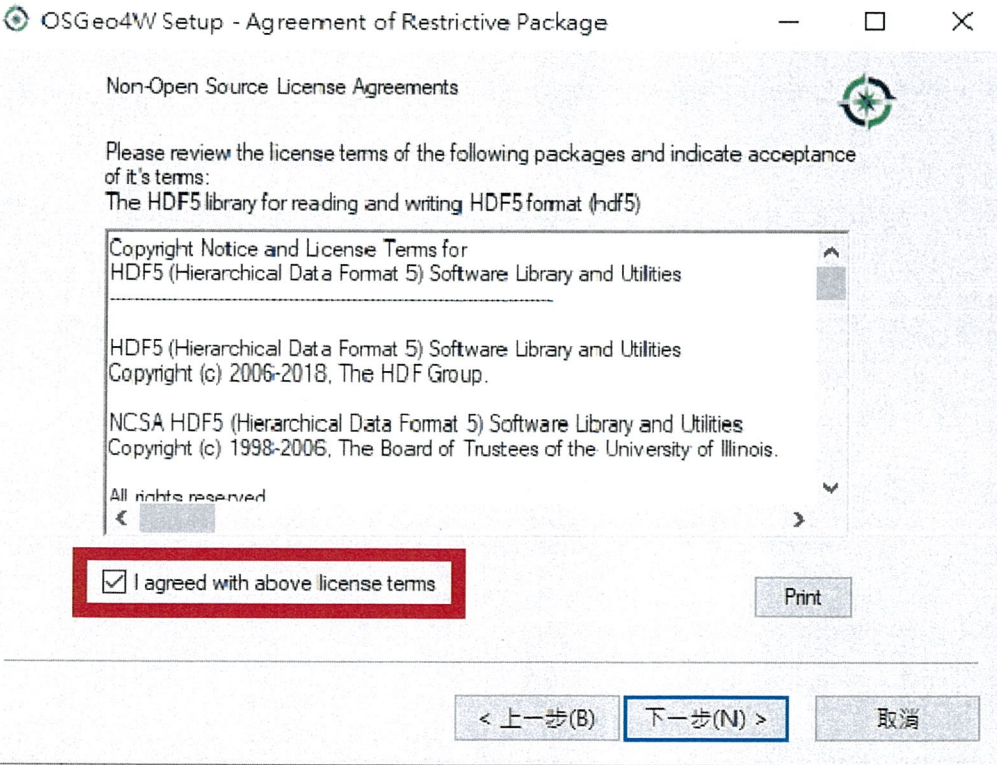 OSGeo4W Setup - Agreement of Restrictive Package
Non-Open Source License Agreements
Please review the license terms of the following packages and indicate acceptance
of it's terms:
The HDF5 library for reading and writing HDF5 format (hdf5)
Copyright Notice and License Terms for
HDF5 (Hierarchical Data Format 5) Software Library and Utilities
-----------------------------------------------------------------------------
HDF5 (Hierarchical Data Format 5) Software Library and Utilities
Copyright (c) 2006-2018, The HDF Group.
NCSA HDF5 (Hierarchical Data Format 5) Software Library and Utilities
Copyright (c) 1998-2006, The Board of Trustees of the University of Illinois.
All rights reserved
I agreed with above license terms
Print
< 上一步(B)
下一步(N) >
取消